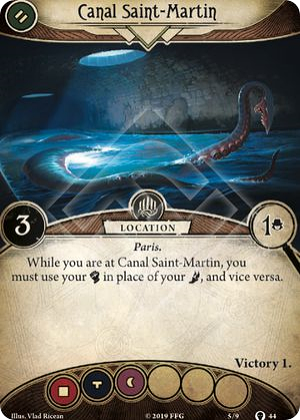 Canal Saint-Martin
3
LOCATION
1
Paris.
While you are at Canal Saint-Martin, you
must use your in place of your , and vice versa.
Victory 1.
Illus. Vlad Ricean
© 2019 FFG
5/9
44